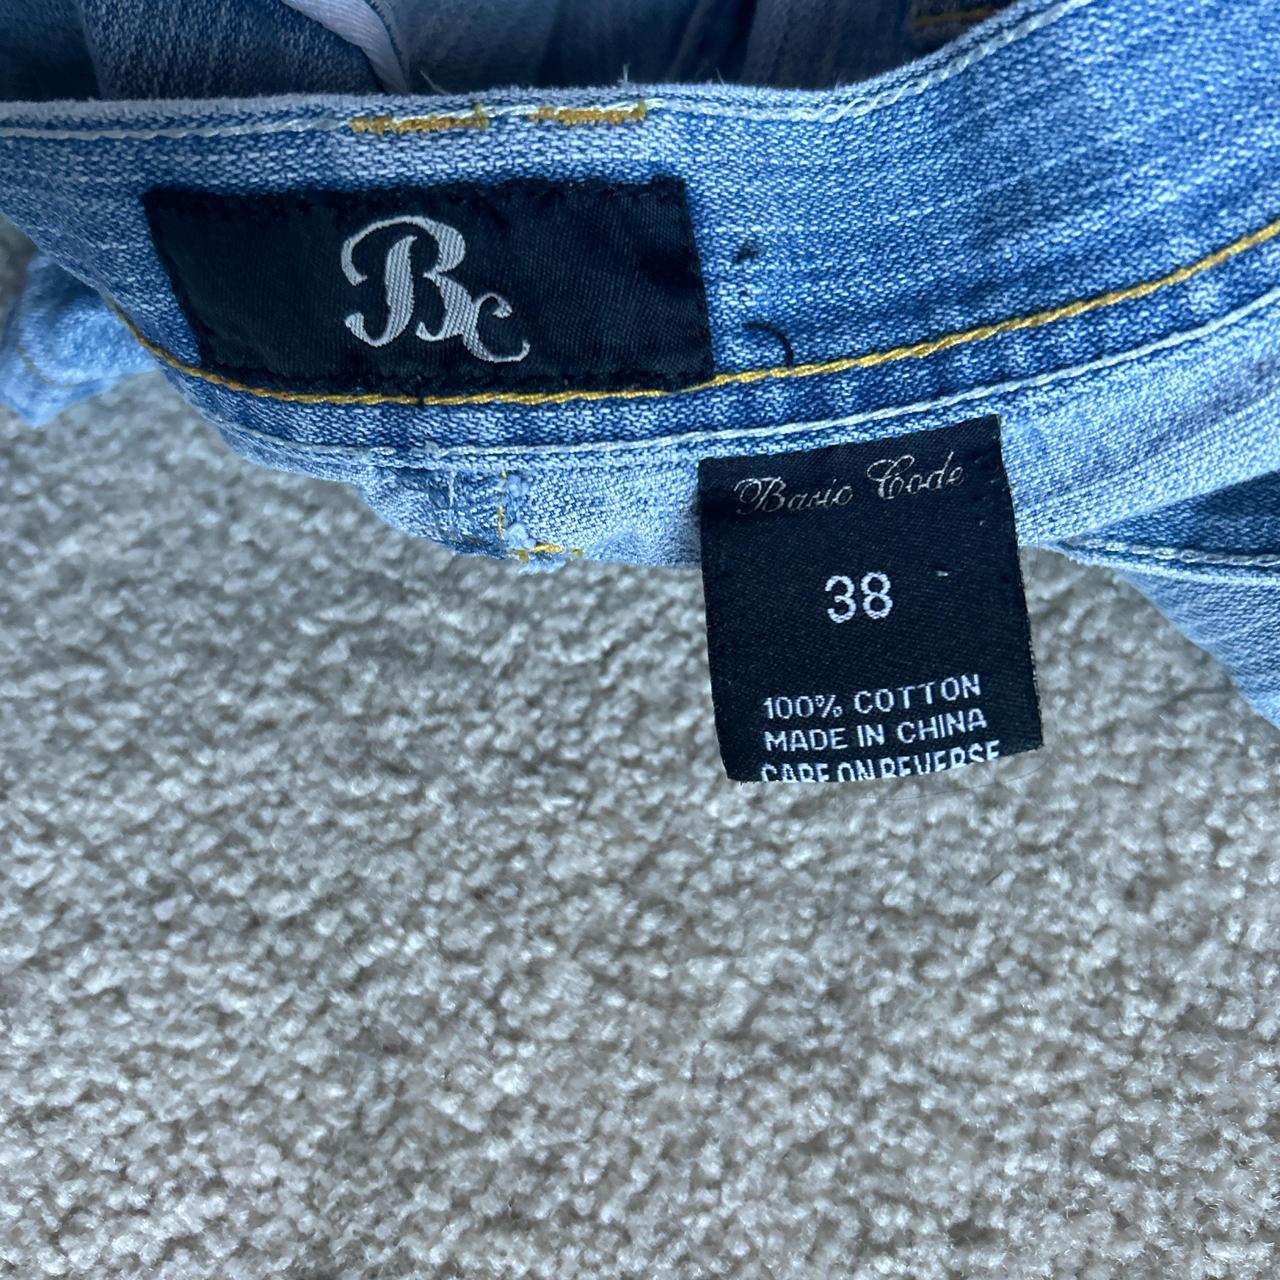 Bc
Basic Code
38
100% COTTON
MADE IN CHINA
CARE ON REVERSE